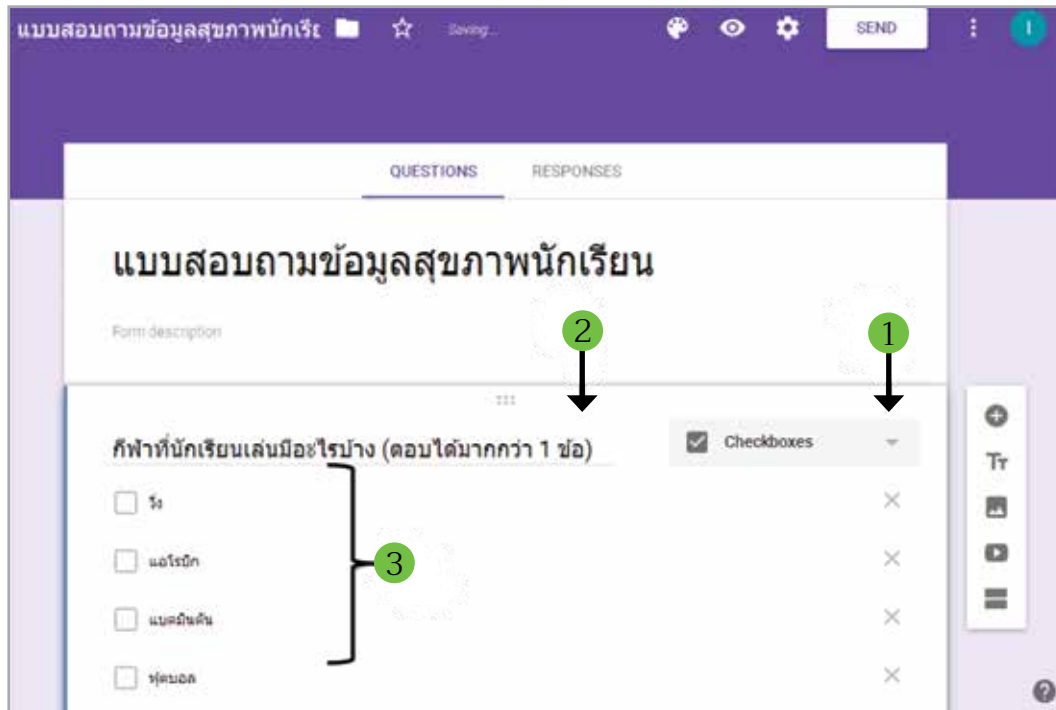 แบบสอบถามข้อมูลสุขภาพนักเรี Saving... SEND I
QUESTIONS RESPONSES
แบบสอบถามข้อมูลสุขภาพนักเรียน
Form description
2 1
กีฬาที่นักเรียนเล่นมีอะไรบ้าง (ตอบได้มากกว่า 1 ข้อ) Checkboxes
Tт
วิ่ง
แอโรบิก
3
แบดมินตัน
ฟุตบอล
?